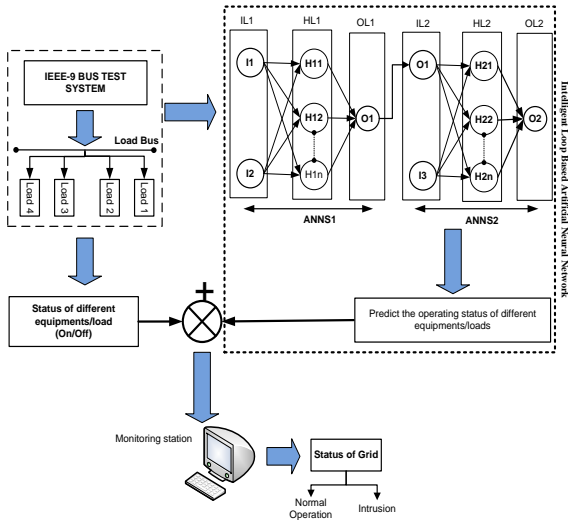 IEEE-9 BUS TEST
SYSTEM
Load Bus
Load 4
Load 3
Load 2
Load 1
IL1
HL1
OL1
IL2
HL2
OL2
I1
I2
H11
H12
H1n
O1
O1
I3
H21
H22
H2n
O2
ANNS1
ANNS2
Intelligent Loop Based Artificial Neural Network
Status of different
equipments/load
(On/Off)
+
Predict the operating status of different
equipments/loads
Monitoring station
Status of Grid
Normal
Operation
Intrusion